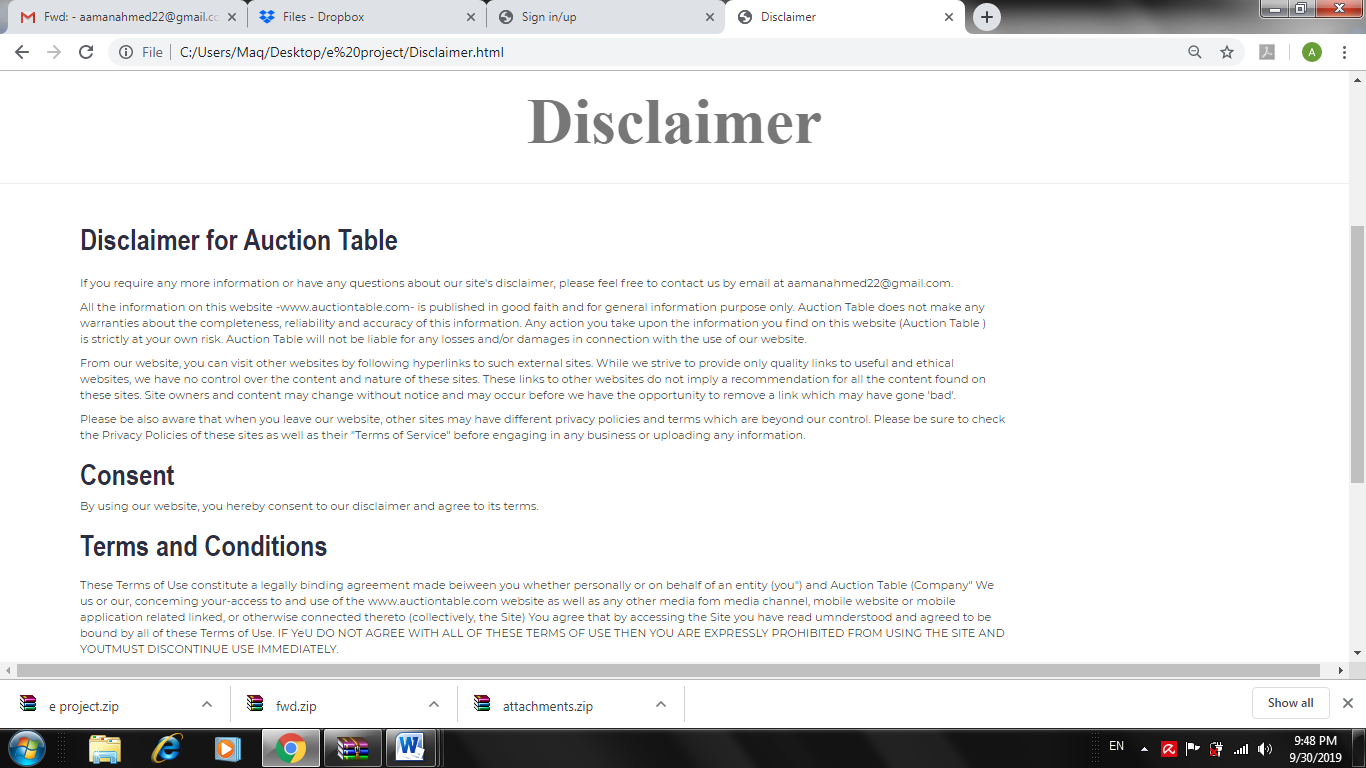 Fwd: - aamanahmed22@gmail.co
Files - Dropbox
Sign in/up
Disclaimer
File
C:/Users/Maq/Desktop/e%20project/Disclaimer.html
A
Disclaimer
Disclaimer for Auction Table
If you require any more information or have any questions about our site's disclaimer, please feel free to contact us by email at aamanahmed22@gmail.com.
All the information on this website -www.auctiontable.com- is published in good faith and for general information purpose only. Auction Table does not make any
warranties about the completeness, reliability and accuracy of this information. Any action you take upon the information you find on this website (Auction Table )
is strictly at your own risk. Auction Table will not be liable for any losses and/or damages in connection with the use of our website.
From our website, you can visit other websites by following hyperlinks to such external sites. While we strive to provide only quality links to useful and ethical
websites, we have no control over the content and nature of these sites. These links to other websites do not imply a recommendation for all the content found on
these sites. Site owners and content may change without notice and may occur before we have the opportunity to remove a link which may have gone 'bad'.
Please be also aware that when you leave our website, other sites may have different privacy policies and terms which are beyond our control. Please be sure to check
the Privacy Policies of these sites as well as their "Terms of Service" before engaging in any business or uploading any information.
Consent
By using our website, you hereby consent to our disclaimer and agree to its terms.
Terms and Conditions
These Terms of Use constitute a legally binding agreement made beiween you whether personally or on behalf of an entity (you") and Auction Table (Company" We
us or our, conceming your-access to and use of the www.auctiontable.com website as well as any other media fom media channel, mobile website or mobile
application related linked, or otherwise connected thereto (collectively, the Site) You agree that by accessing the Site you have read umnderstood and agreed to be
bound by all of these Terms of Use. IF YeU DO NOT AGREE WITH ALL OF THESE TERMS OF USE THEN YOU ARE EXPRESSLY PROHIBITED FROM USING THE SITE AND
YOUTMUST DISCONTINUE USE IMMEDIATELY.
e project.zip
fwd.zip
attachments.zip
Show all
EN
9:48 PM
9/30/2019